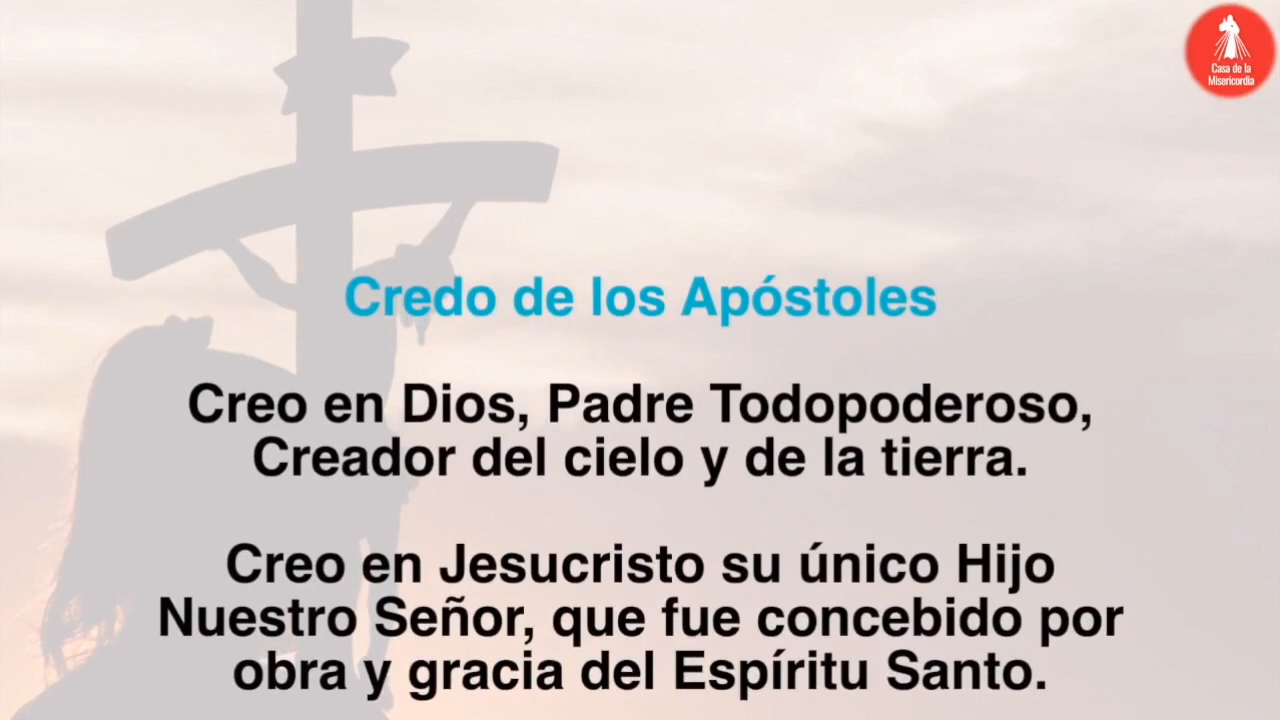 Casa de la
Misericordia
Credo de los Apóstoles
Creo en Dios, Padre Todopoderoso,
Creador del cielo y de la tierra.
Creo en Jesucristo su único Hijo
Nuestro Señor, que fue concebido por
obra y gracia del Espíritu Santo.